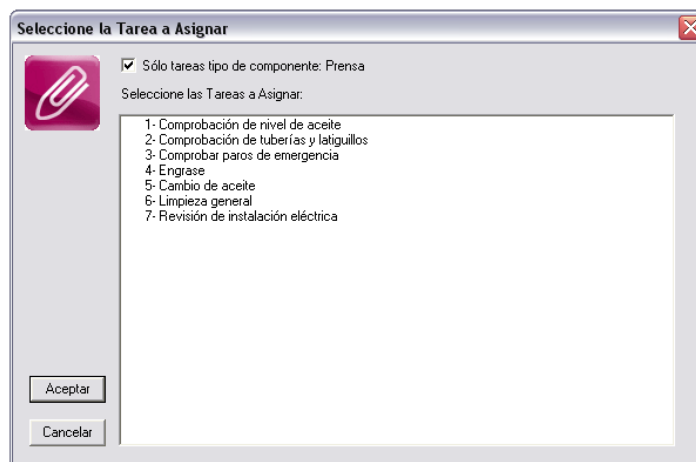 Seleccione la Tarea a Asignar
Sólo tareas tipo de componente: Prensa
Seleccione las Tareas a Asignar:
1- Comprobación de nivel de aceite
2- Comprobación de tuberías y latiguillos
3- Comprobar paros de emergencia
4- Engrase
5- Cambio de aceite
6- Limpieza general
7- Revisión de instalación eléctrica
Aceptar
Cancelar